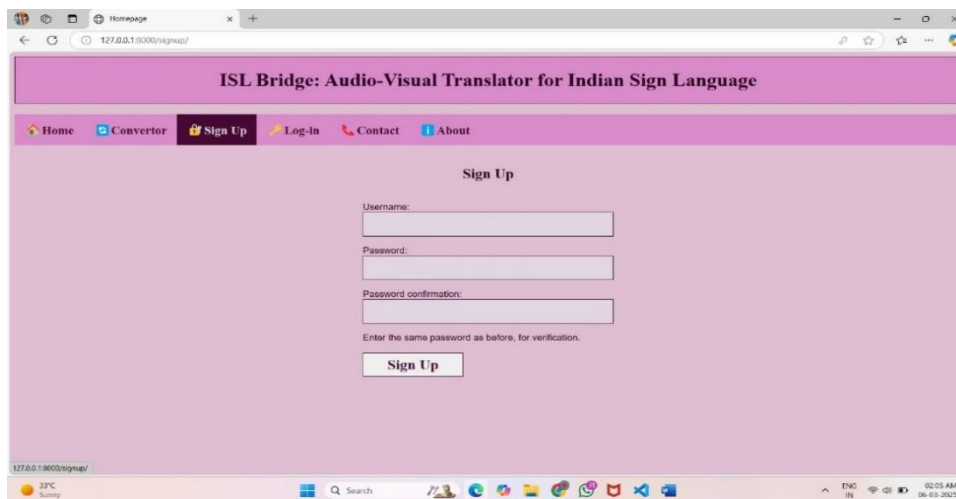 Homepage
127.0.0.1:8000/signup/
ISL Bridge: Audio-Visual Translator for Indian Sign Language
Home Convertor Sign Up Log-in Contact About
Sign Up
Username:
Password:
Password confirmation:
Enter the same password as before, for verification.
Sign Up
127.0.0.1:8000/signup/
33°C
Sunny
Search
ENG
IN
02:05 AM
06-03-2025